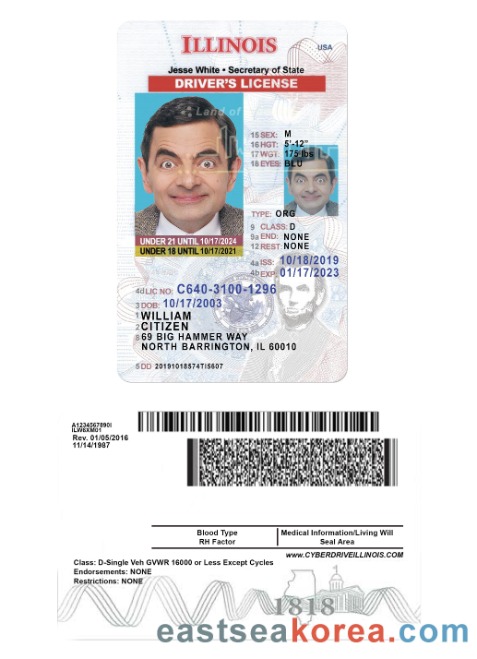 ILLINOIS USA
Jesse White • Secretary of State
DRIVER'S LICENSE
Land of
15 SEX: M
16 HGT: 5'-12"
17 WGT: 175 lbs
18 EYES: BLU
TYPE: ORG
9 CLASS: D
9a END: NONE
12 REST NONE
UNDER 21 UNTIL 10/17/2024
UNDER 18 UNTIL 10/17/2021
4a ISS: 10/18/2019
4b EXP: 01/17/2023
4d LIC NO: C640-3100-1296
3 DOB: 10/17/2003
1 WILLIAM
2 CITIZEN
8 69 BIG HAMMER WAY
NORTH BARRINGTON, IL 60010
5 DD 20191018574TI5607
A1234567890I
ILW6XM01
Rev. 01/05/2016
11/14/1987
Blood Type
RH Factor
Medical Information/Living Will
Seal Area
www.CYBERDRIVEILLINOIS.COM
Class: D-Single Veh GVWR 16000 or Less Except Cycles
Endorsements: NONE
Restrictions: NONE
1818
eastseakorea.com